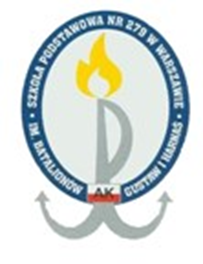 SZKOŁA PODSTAWOWA NR 279 W WARSZAWIE
IM. BATALIONÓW GUSTAW I HARNAŚ
AK